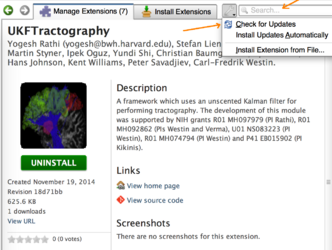 Manage Extensions (7)
Install Extensions
Search...
Check for Updates
Install Updates Automatically
Install Extension from File...
UKFTractography
Yogesh Rathi (yogesh@bwh.harvard.edu), Stefan Lien
Martin Styner, Ipek Oguz, Yundi Shi, Christian Baumg
Hans Johnson, Kent Williams, Peter Savadjiev, Carl-Fredrik Westin.
UNINSTALL
Created November 19, 2014
Revision 18d71bb
625.6 KB
1 downloads
View URL
0 (0 votes)
Description
A framework which uses an unscented Kalman filter for
performing tractography. The development of this module
was supported by NIH grants R01 MH097979 (PI Rathi), R01
MH092862 (PIs Westin and Verma), U01 NS083223 (PI
Westin), R01 MH074794 (PI Westin) and P41 EB015902 (PI
Kikinis).
Links
View home page
View source code
Screenshots
There are no screenshots for this extension.